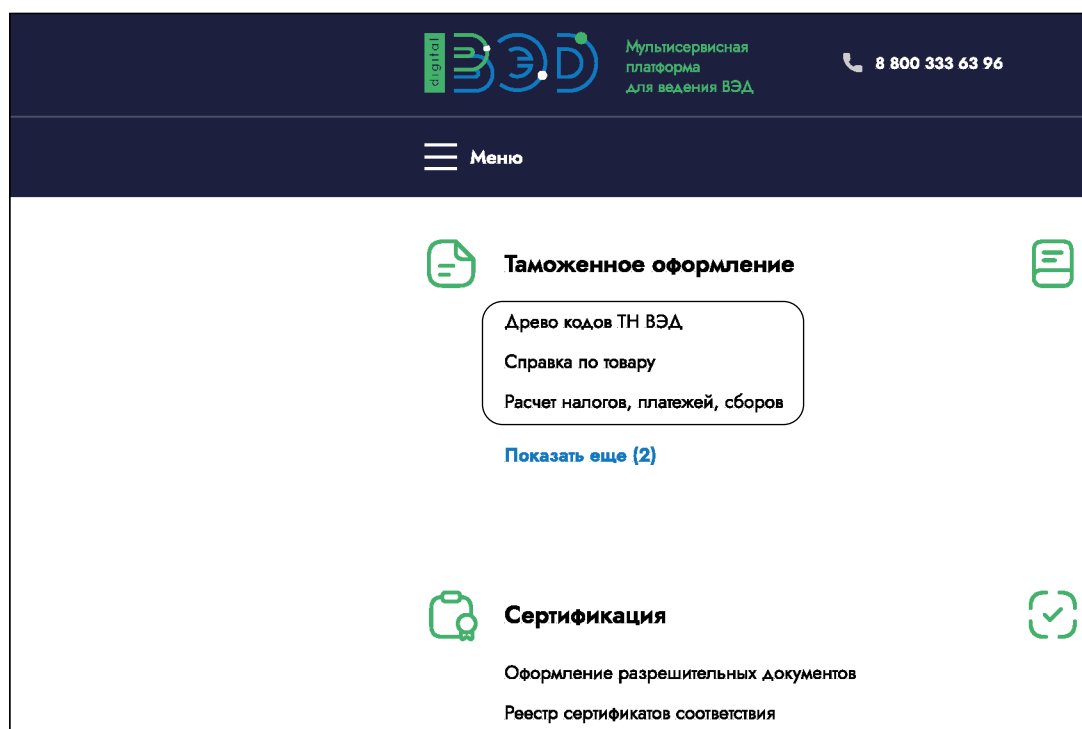 digital ВЭД
Мультисервисная
платформа
для ведения ВЭД
8 800 333 63 96
Меню
Таможенное оформление
Древо кодов ТН ВЭД
Справка по товару
Расчет налогов, платежей, сборов
Показать еще (2)
Сертификация
Оформление разрешительных документов
Реестр сертификатов соответствия